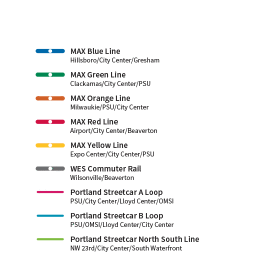 MAX Blue Line
Hillsboro/City Center/Gresham
MAX Green Line
Clackamas/City Center/PSU
MAX Orange Line
Milwaukie/PSU/City Center
MAX Red Line
Airport/City Center/Beaverton
MAX Yellow Line
Expo Center/City Center/PSU
WES Commuter Rail
Wilsonville/Beaverton
Portland Streetcar A Loop
PSU/City Center/Lloyd Center/OMSI
Portland Streetcar B Loop
PSU/OMSI/Lloyd Center/City Center
Portland Streetcar North South Line
NW 23rd/City Center/South Waterfront